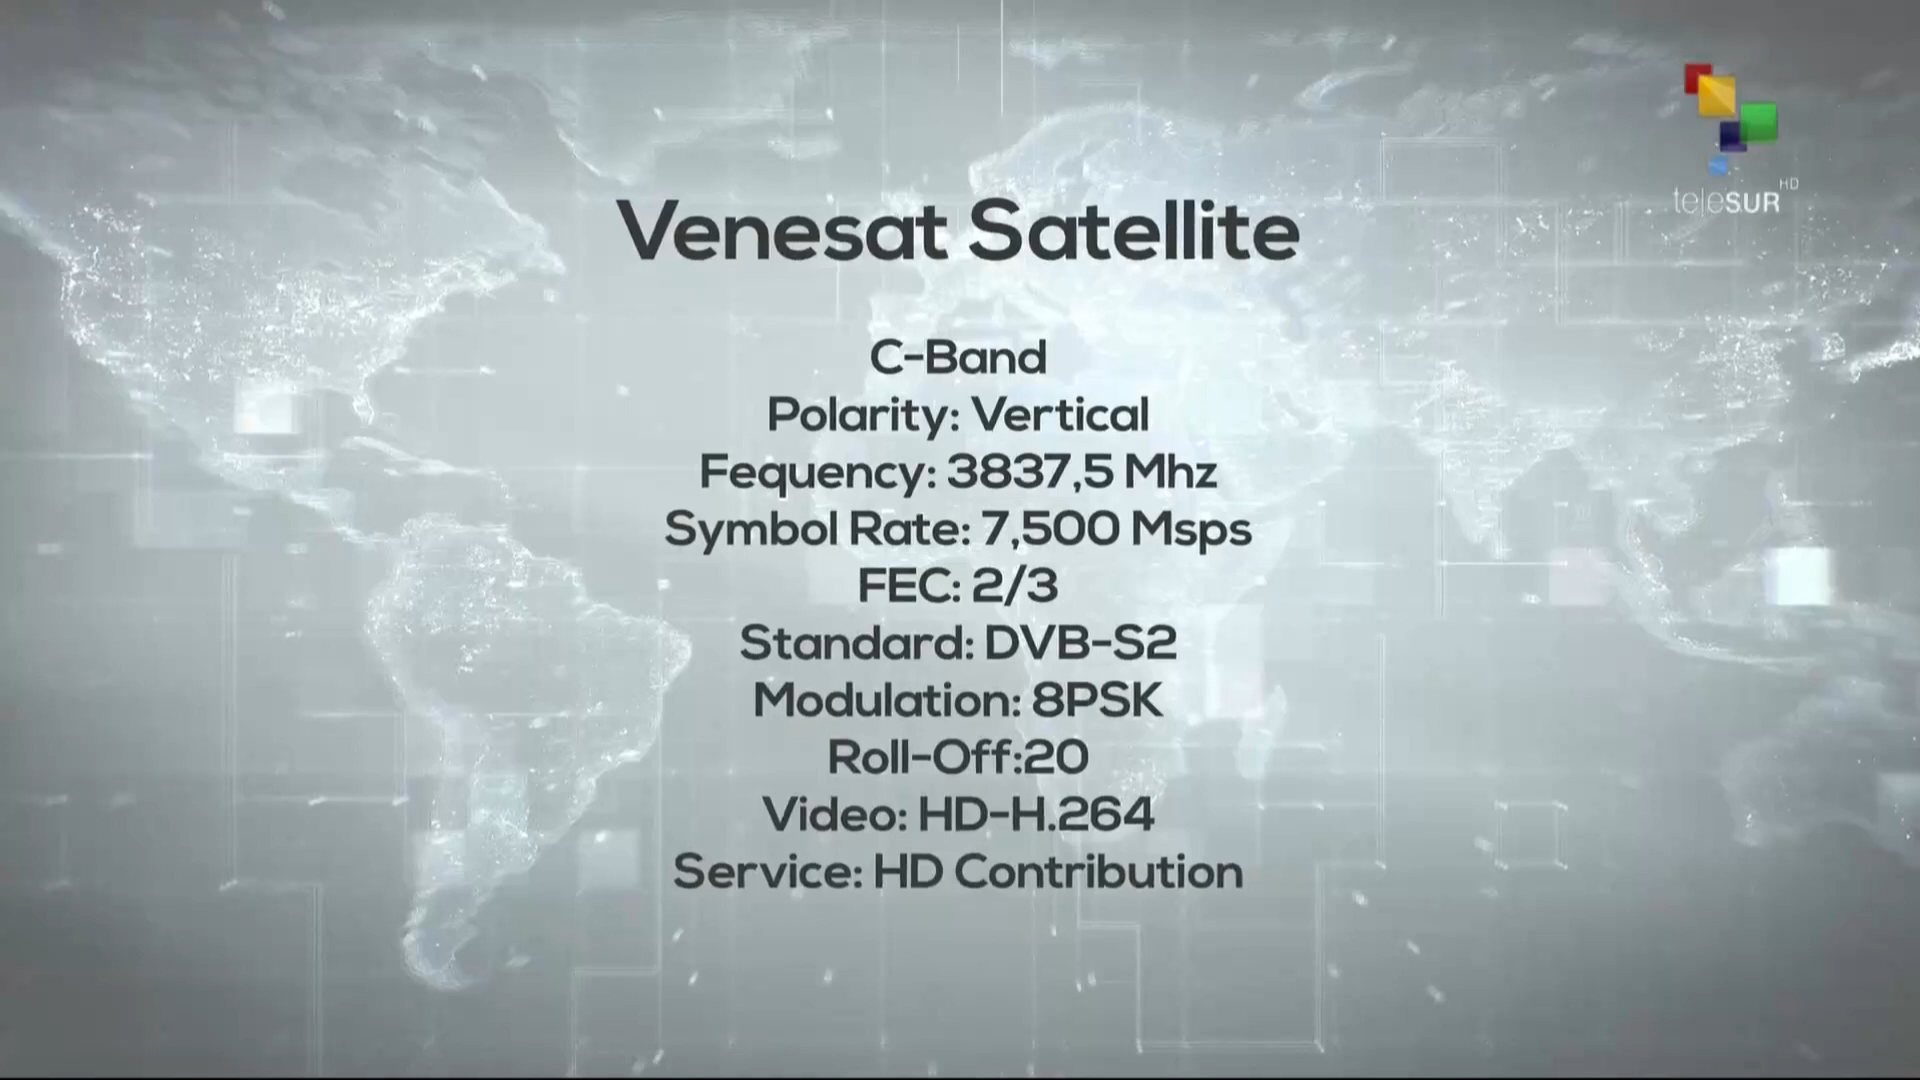 HD
teleSUR
Venesat Satellite
C-Band
Polarity: Vertical
Fequency: 3837,5 Mhz
Symbol Rate: 7,500 Msps
FEC: 2/3
Standard: DVB-S2
Modulation: 8PSK
Roll-Off:20
Video: HD-H.264
Service: HD Contribution